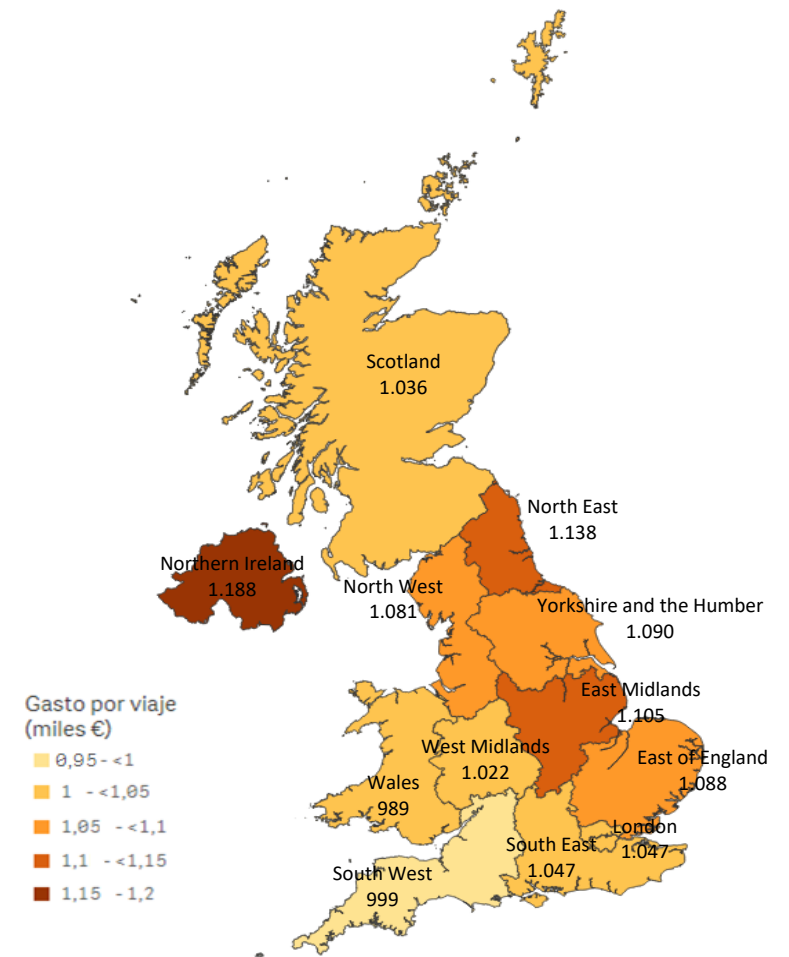 Scotland
1.036
North East
1.138
Northern Ireland
1.188
North West
1.081
Yorkshire and the Humber
1.090
East Midlands
1.105
West Midlands
1.022
East of England
1.088
Wales
989
London
1.047
South East
1.047
South West
999
Gasto por viaje
(miles €)
0,95-<1
1 -<1,05
1,05 -<1,1
1,1 -<1,15
1,15 -1,2